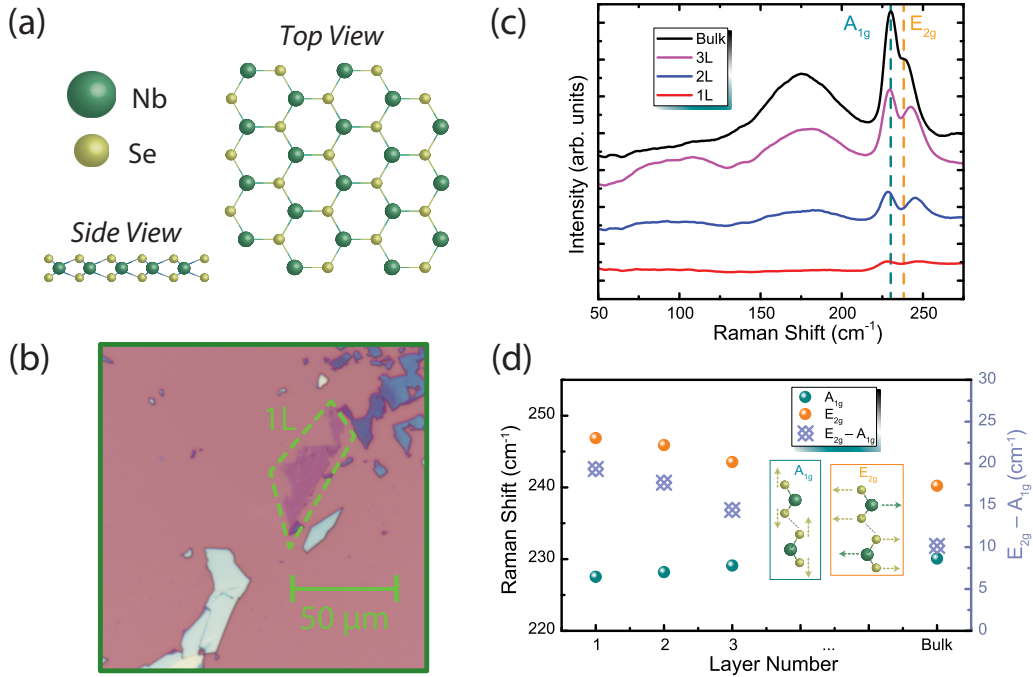 (a)
Top View
Nb
Se
Side View
(b)
1L
50 μm
(c)
A1g
E2g
Bulk
3L
2L
1L
Intensity (arb. units)
50
100
150
200
250
Raman Shift (cm-1)
(d)
A1g
E2g
E2g – A1g
A1g
E2g
255
250
240
230
220
Raman Shift (cm-1)
30
25
20
15
10
5
0
E2g – A1g (cm-1)
1
2
3
...
Bulk
Layer Number